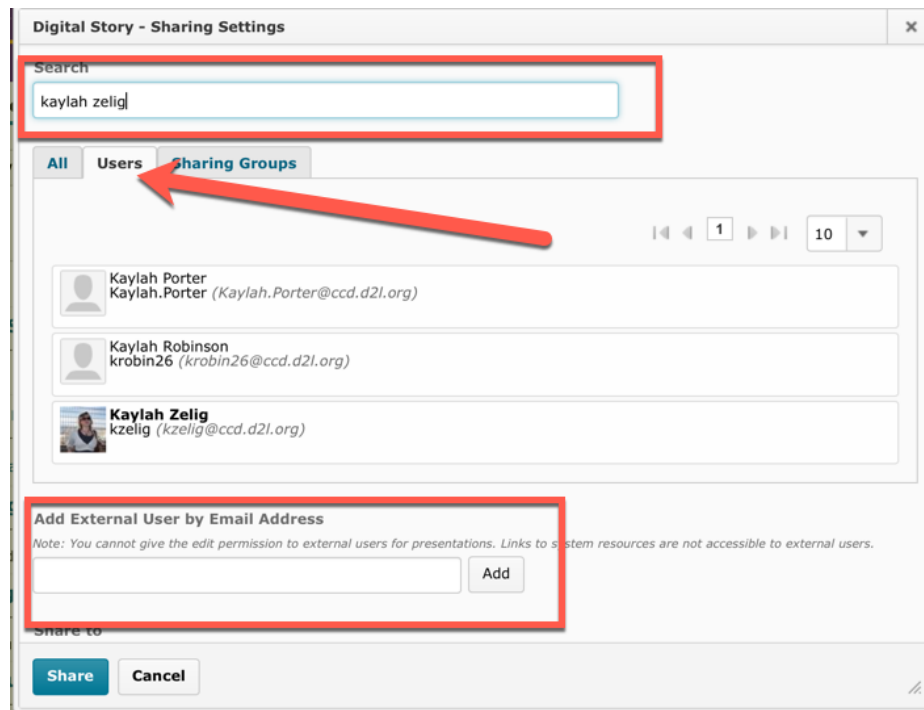 Digital Story - Sharing Settings
Search
kaylah zelig
All Users Sharing Groups
1 10
Kaylah Porter
Kaylah.Porter (Kaylah.Porter@ccd.d2l.org)
Kaylah Robinson
krobin26 (krobin26@ccd.d2l.org)
Kaylah Zelig
kzelig (kzelig@ccd.d2l.org)
Add External User by Email Address
Note: You cannot give the edit permission to external users for presentations. Links to system resources are not accessible to external users.
Add
Share to
Share Cancel